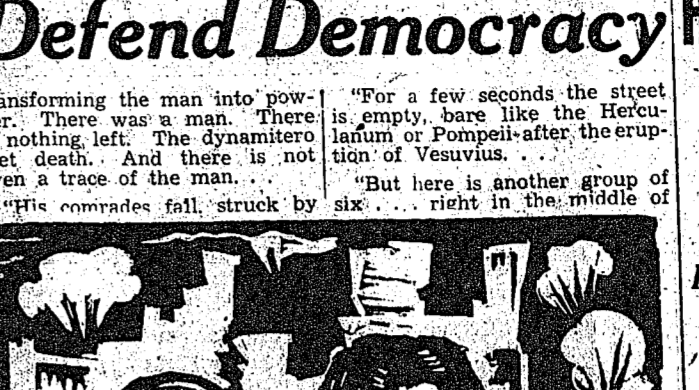 Defend Democracy
ansforming the man into pow-
er. There was a man. There
nothing left. The dynamitero
et death. And there is not
en a trace of the man. . .
"His comrades fall, struck by
"For a few seconds the street
is empty, bare like the Hercu-
lanum or Pompeii after the erup-
tion of Vesuvius. . .
"But here is another group of
six . . . right in the middle of